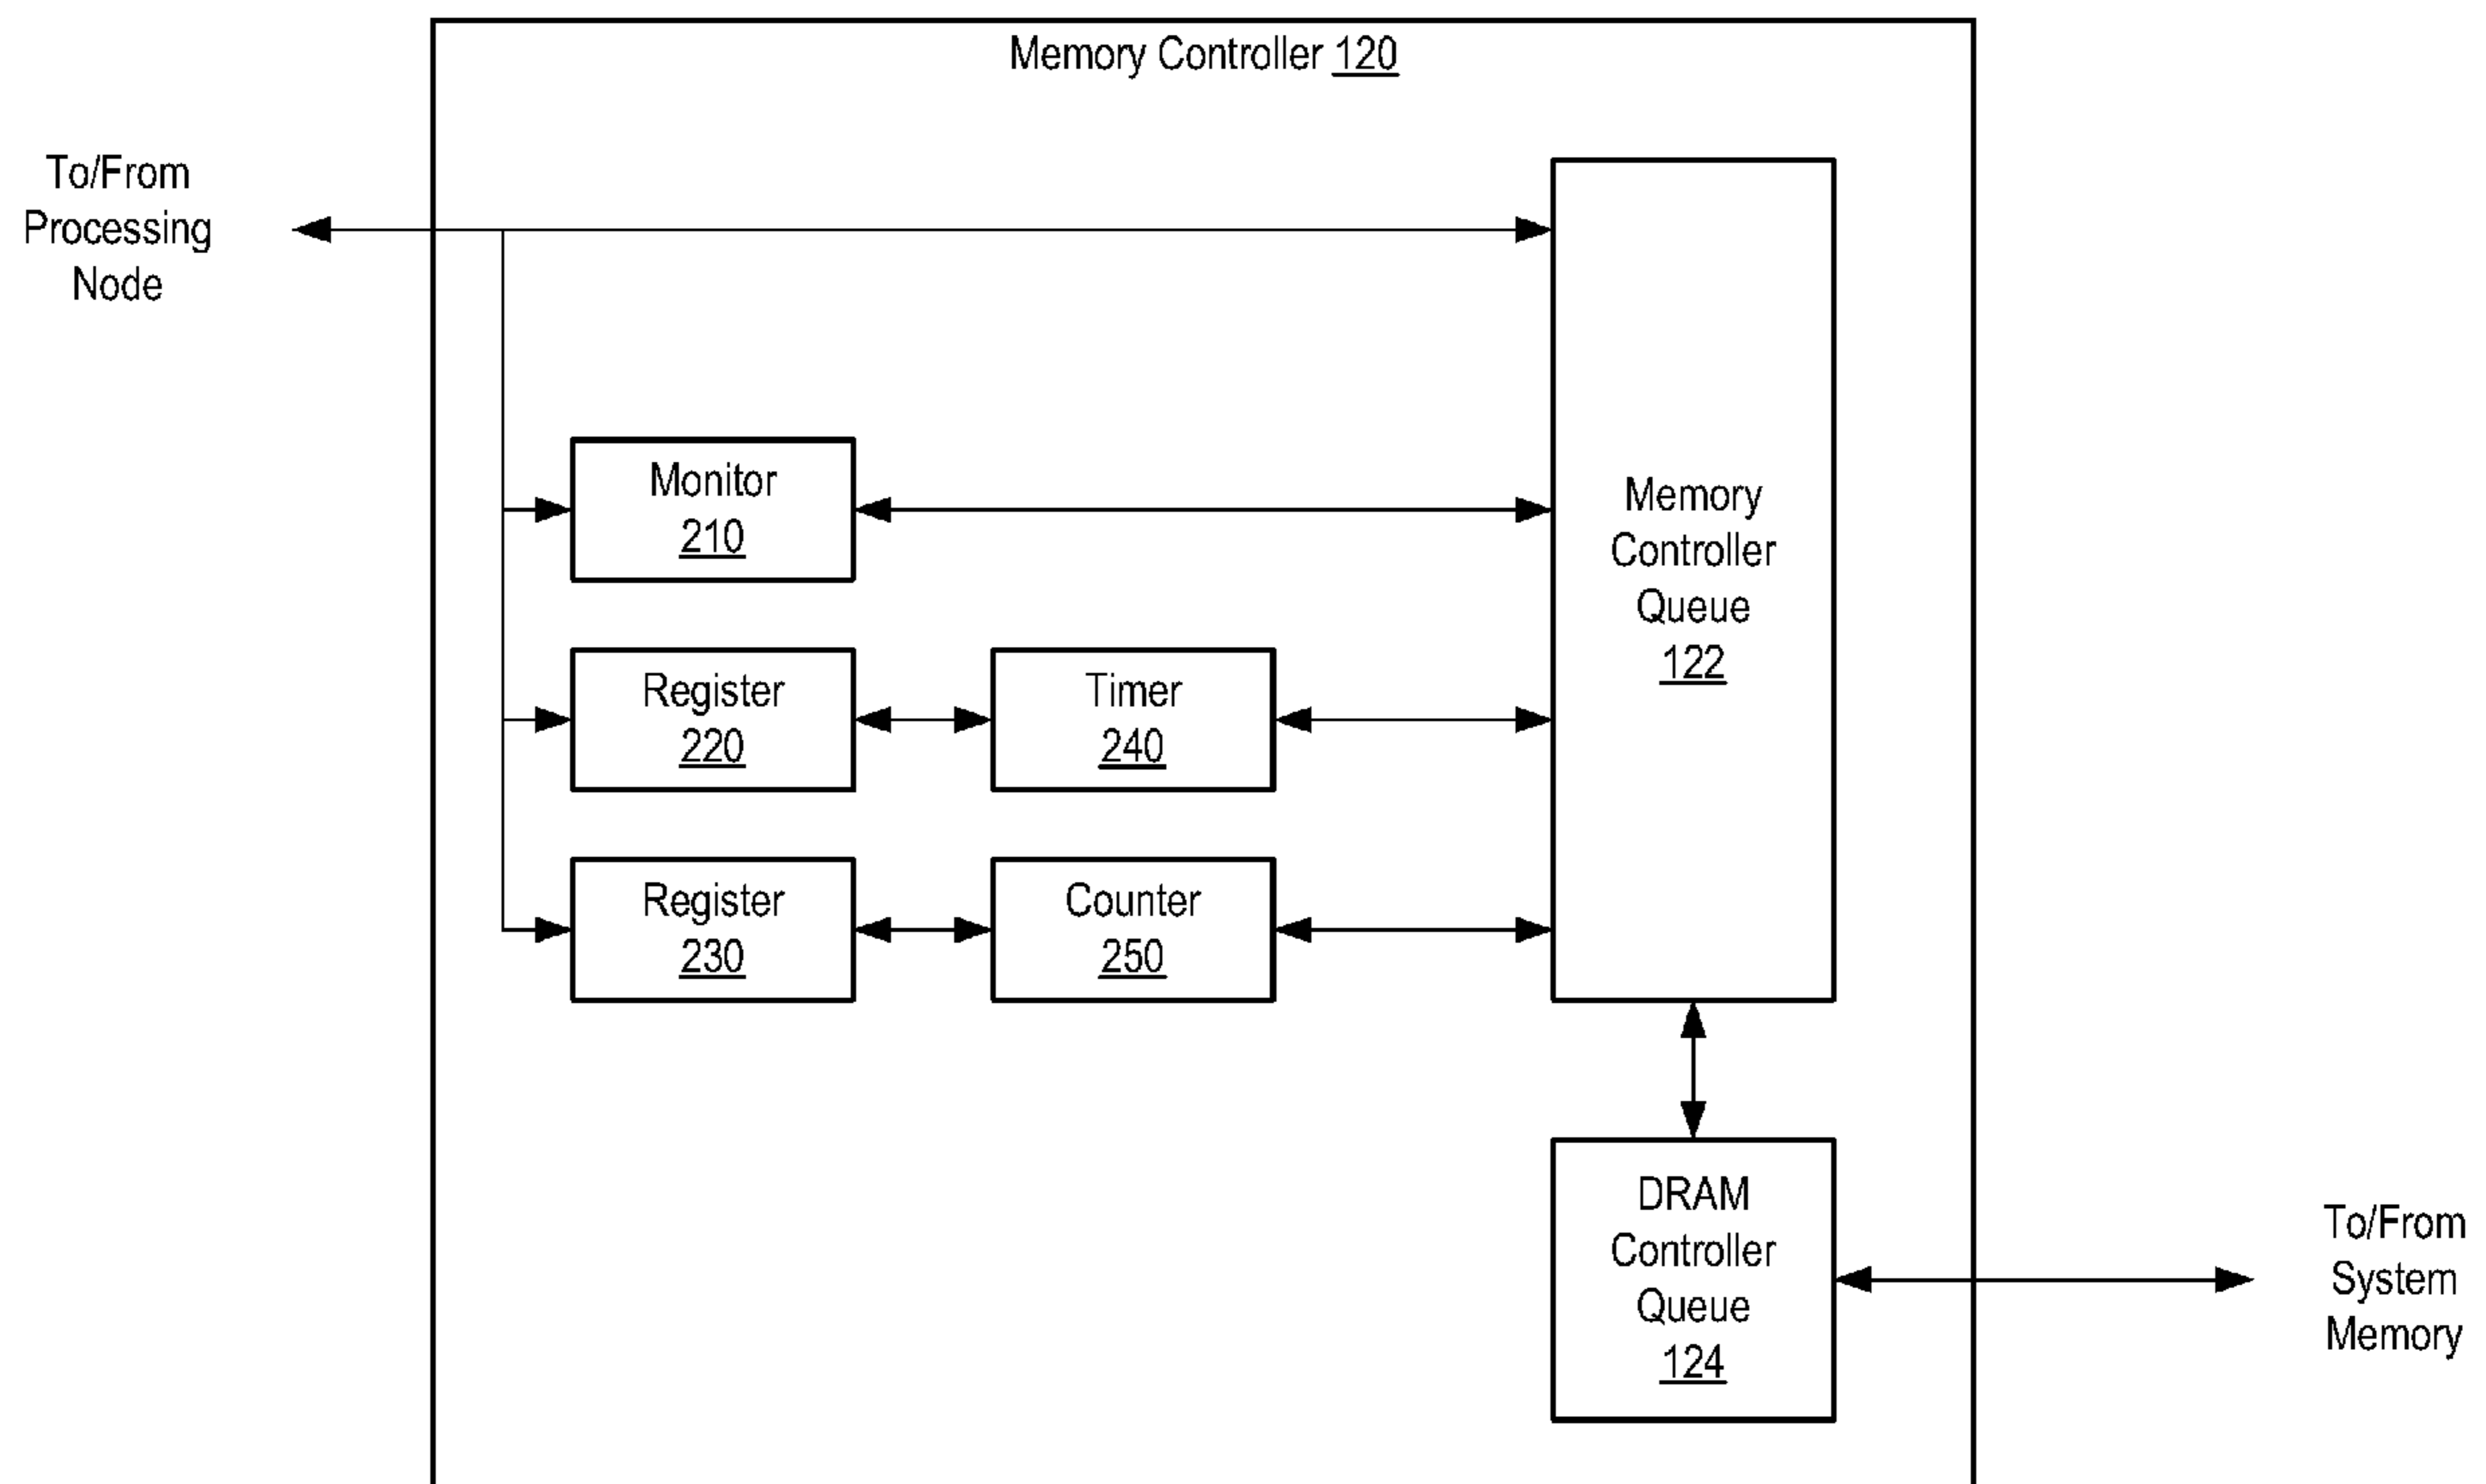 Memory Controller 120
To/From
Processing
Node
Monitor
210
Register
220
Timer
240
Register
230
Counter
250
Memory
Controller
Queue
122
DRAM
Controller
Queue
124
To/From
System
Memory